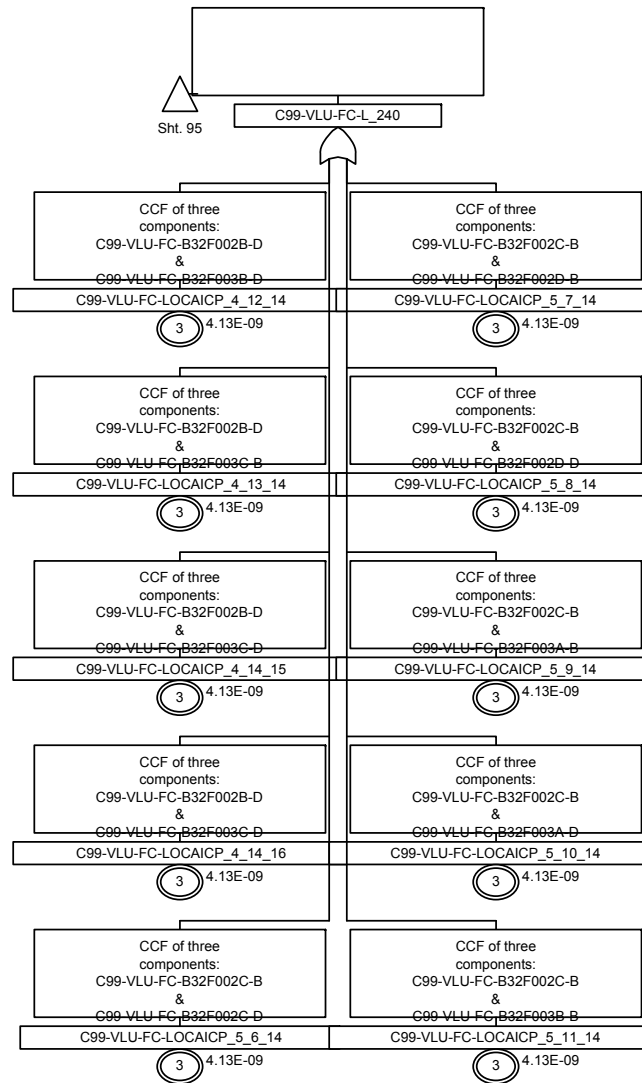 C99-VLU-FC-L_240
Sht. 95
CCF of three
components:
C99-VLU-FC-B32F002B-D
&
C99-VLU-FC-B32F003B-D
C99-VLU-FC-LOCAICP_4_12_14
3
4.13E-09
CCF of three
components:
C99-VLU-FC-B32F002C-B
&
C99-VLU-FC-B32F002D-B
C99-VLU-FC-LOCAICP_5_7_14
3
4.13E-09
CCF of three
components:
C99-VLU-FC-B32F002B-D
&
C99-VLU-FC-B32F003C-B
C99-VLU-FC-LOCAICP_4_13_14
3
4.13E-09
CCF of three
components:
C99-VLU-FC-B32F002C-B
&
C99-VLU-FC-B32F002D-D
C99-VLU-FC-LOCAICP_5_8_14
3
4.13E-09
CCF of three
components:
C99-VLU-FC-B32F002B-D
&
C99-VLU-FC-B32F003C-D
C99-VLU-FC-LOCAICP_4_14_15
3
4.13E-09
CCF of three
components:
C99-VLU-FC-B32F002C-B
&
C99-VLU-FC-B32F003A-B
C99-VLU-FC-LOCAICP_5_9_14
3
4.13E-09
CCF of three
components:
C99-VLU-FC-B32F002B-D
&
C99-VLU-FC-B32F003C-D
C99-VLU-FC-LOCAICP_4_14_16
3
4.13E-09
CCF of three
components:
C99-VLU-FC-B32F002C-B
&
C99-VLU-FC-B32F003A-D
C99-VLU-FC-LOCAICP_5_10_14
3
4.13E-09
CCF of three
components:
C99-VLU-FC-B32F002C-B
&
C99-VLU-FC-B32F002C-D
C99-VLU-FC-LOCAICP_5_6_14
3
4.13E-09
CCF of three
components:
C99-VLU-FC-B32F002C-B
&
C99-VLU-FC-B32F003B-B
C99-VLU-FC-LOCAICP_5_11_14
3
4.13E-09